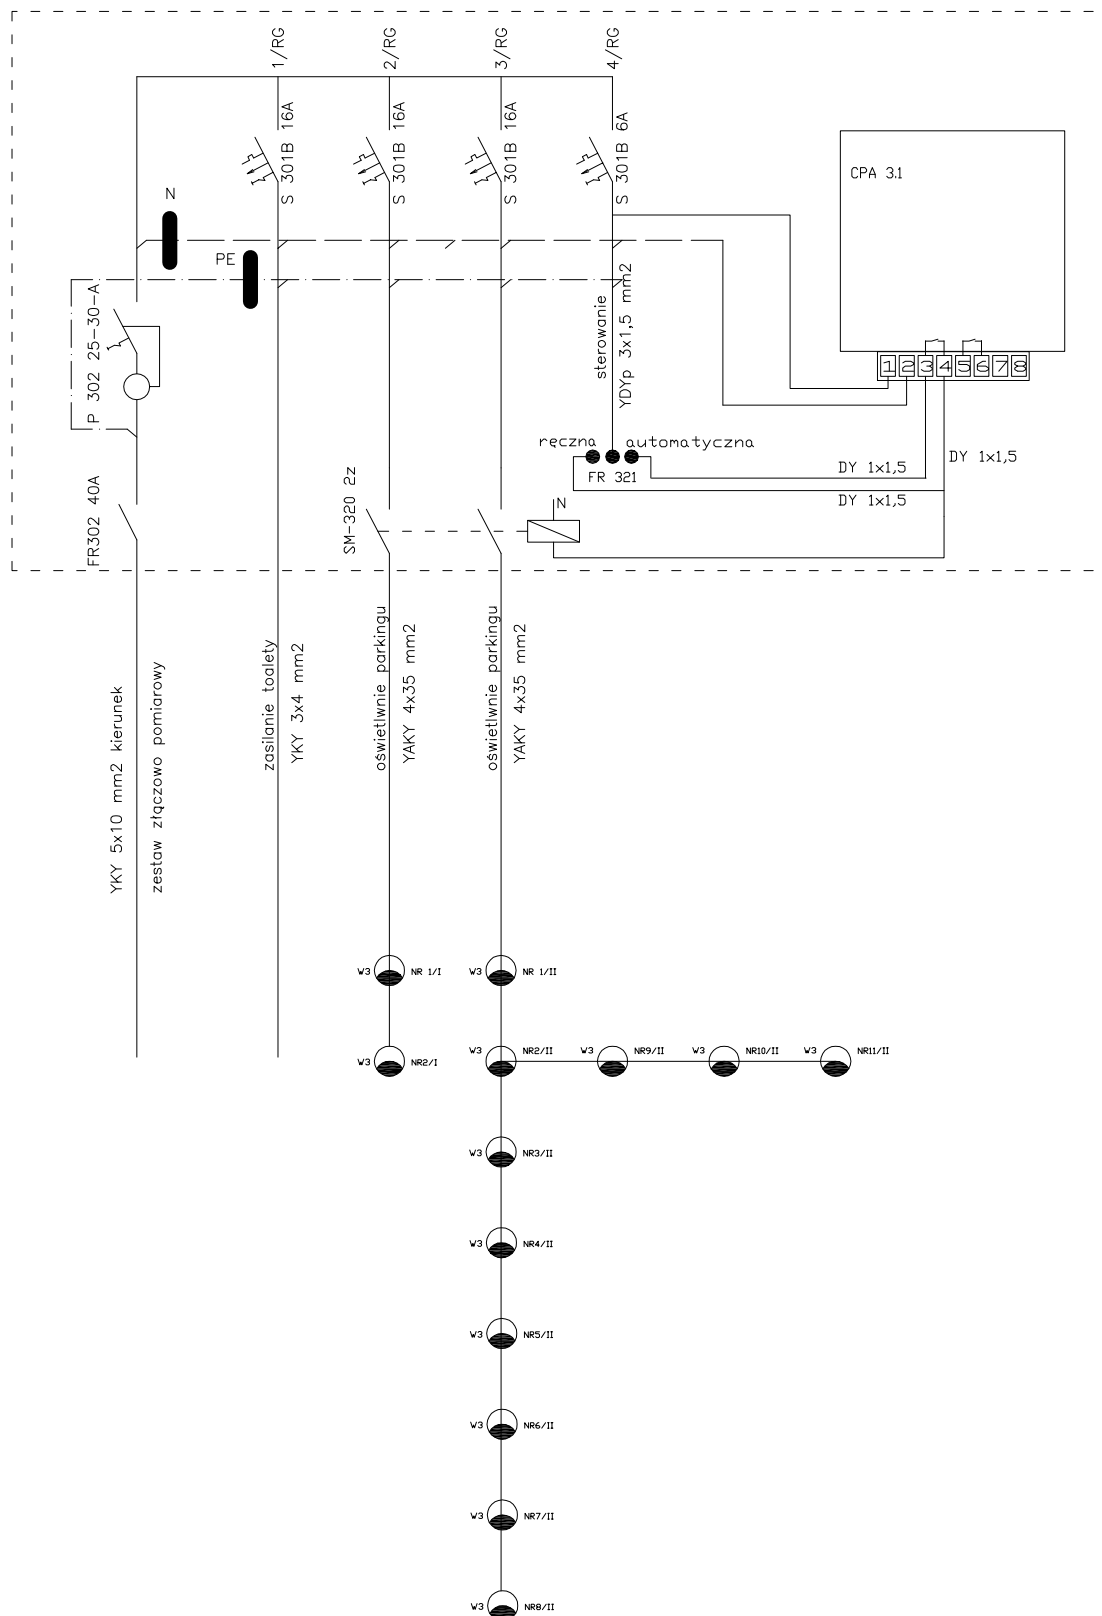 1/RG
2/RG
3/RG
4/RG
S 301B 16A
S 301B 16A
S 301B 16A
S 301B 6A
CPA 3.1
N
PE
P 302 25-30-A
sterowanie
YDYp 3x1,5 mm2
1 2 3 4 5 6 7 8
ręczna
automatyczna
FR 321
DY 1x1,5
DY 1x1,5
DY 1x1,5
FR302 40A
SM-320 2z
N
YKY 5x10 mm2 kierunek
zestaw złączowo pomiarowy
zasilanie toalety
YKY 3x4 mm2
oświetlwnie parkingu
YAKY 4x35 mm2
oświetlwnie parkingu
YAKY 4x35 mm2
W3 NR 1/I
W3 NR 1/II
W3 NR2/I
W3 NR2/II
W3 NR9/II
W3 NR10/II
W3 NR11/II
W3 NR3/II
W3 NR4/II
W3 NR5/II
W3 NR6/II
W3 NR7/II
W3 NR8/II